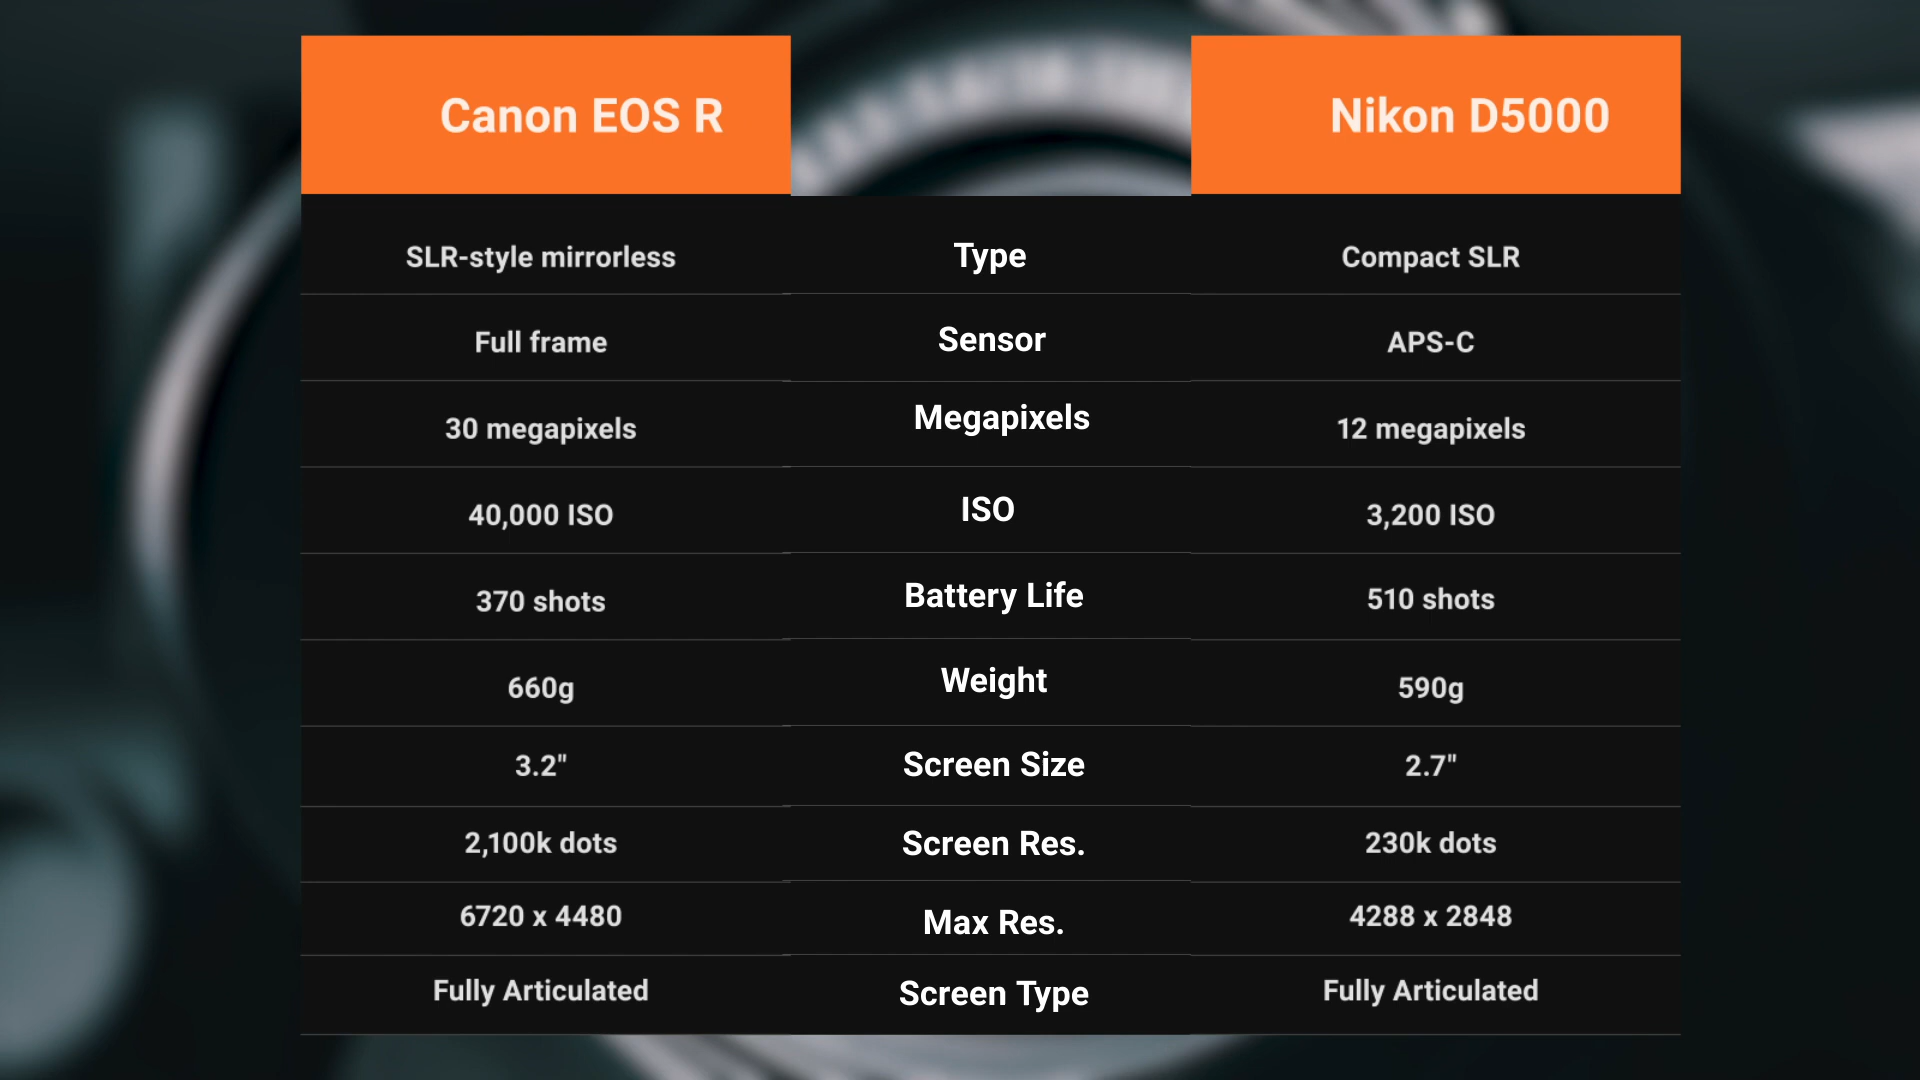 Canon EOS R
Nikon D5000
SLR-style mirrorless
Type
Compact SLR
Full frame
Sensor
APS-C
30 megapixels
Megapixels
12 megapixels
40,000 ISO
ISO
3,200 ISO
370 shots
Battery Life
510 shots
660g
Weight
590g
3.2"
Screen Size
2.7"
2,100k dots
Screen Res.
230k dots
6720 x 4480
Max Res.
4288 x 2848
Fully Articulated
Screen Type
Fully Articulated